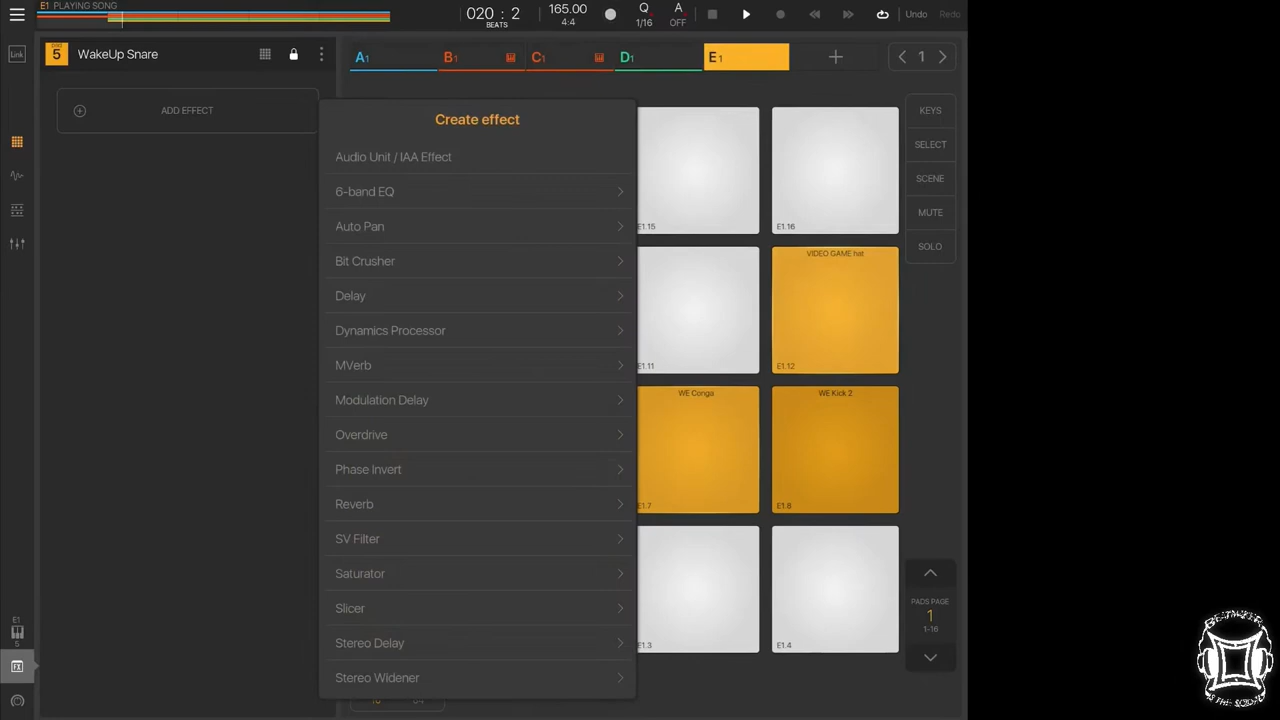 E1 PLAYING SONG
020 : 2
BEATS
165.00
4:4
Q
1/16
A
OFF
Undo
Redo
Link
5
WakeUp Snare
A1
B1
C1
D1
E1
1
ADD EFFECT
Create effect
Audio Unit / IAA Effect
6-band EQ
Auto Pan
Bit Crusher
Delay
Dynamics Processor
MVerb
Modulation Delay
Overdrive
Phase Invert
Reverb
SV Filter
Saturator
Slicer
Stereo Delay
Stereo Widener
E1.15
E1.16
E1.11
VIDEO GAME hat
E1.12
WE Conga
E1.7
WE Kick 2
E1.8
E1.3
E1.4
KEYS
SELECT
SCENE
MUTE
SOLO
PADS PAGE
1
1-16
E1
5
FX